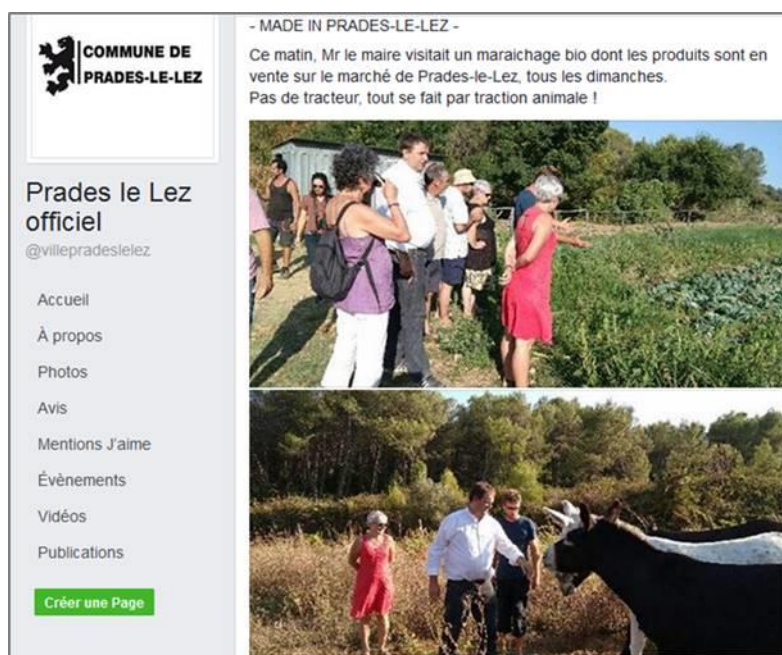 COMMUNE DE
PRADES-LE-LEZ
Prades le Lez
officiel
@villepradeslelez
Accueil
À propos
Photos
Avis
Mentions J'aime
Évènements
Vidéos
Publications
Créer une Page
- MADE IN PRADES-LE-LEZ -
Ce matin, Mr le maire visitait un maraichage bio dont les produits sont en
vente sur le marché de Prades-le-Lez, tous les dimanches.
Pas de tracteur, tout se fait par traction animale !